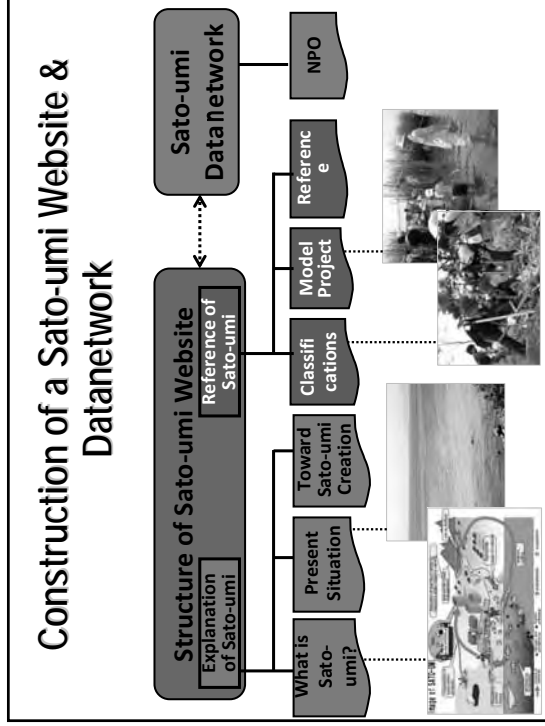 Construction of a Sato-umi Website &
Datanetwork
Structure of Sato-umi Website
Explanation
of Sato-umi
Reference of
Sato-umi
Sato-umi
Datanetwork
What is
Sato-
umi?
Present
Situation
Toward
Sato-umi
Creation
Classifi
cations
Model
Project
Referenc
e
NPO